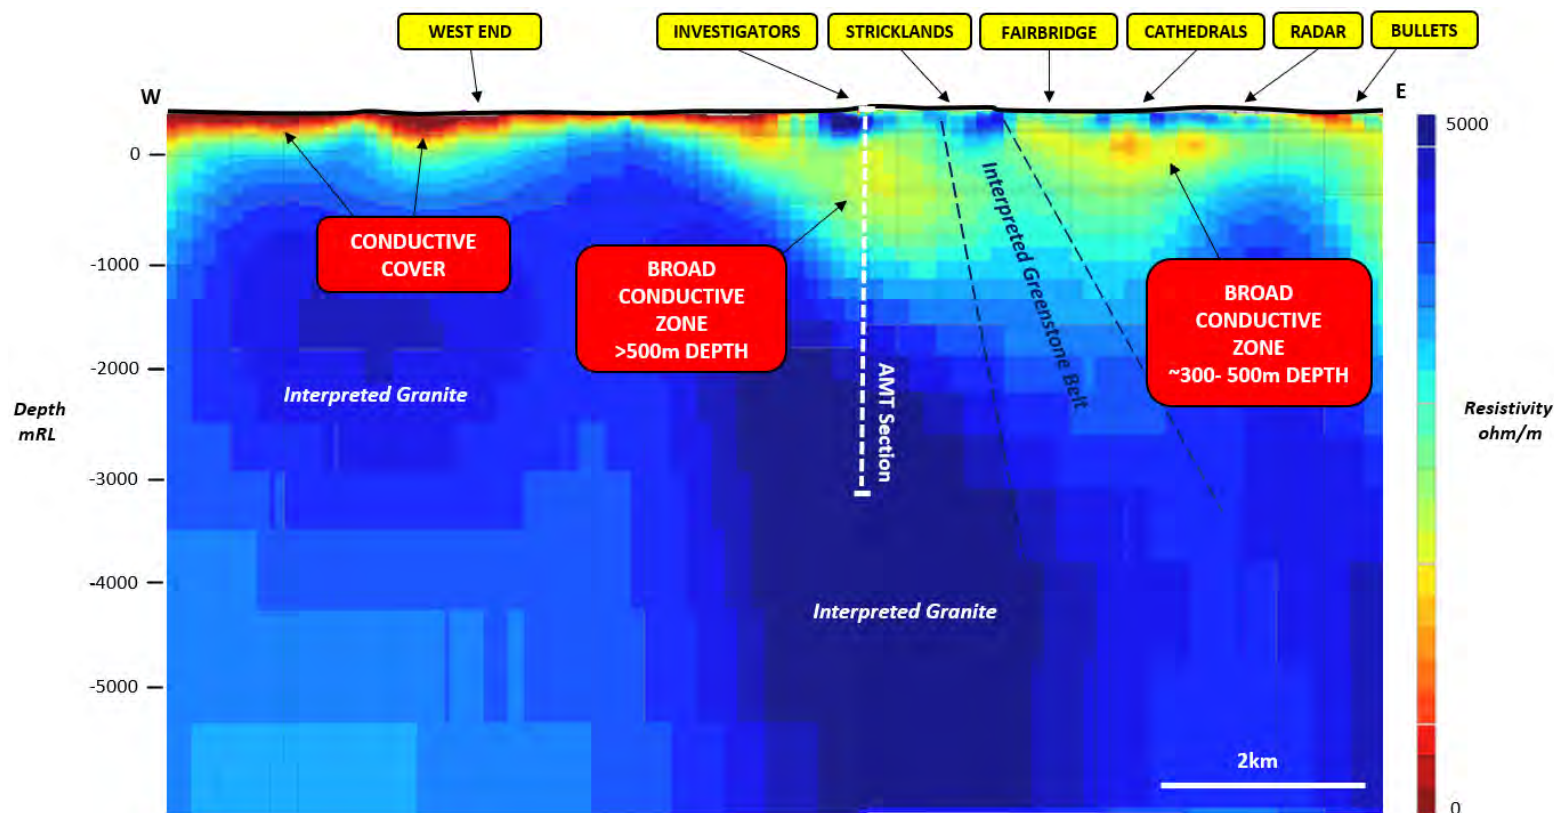 WEST END
INVESTIGATORS
STRICKLANDS
FAIRBRIDGE
CATHEDRALS
RADAR
BULLETS
W
E
5000
0
-1000
-2000
-3000
-4000
-5000
Depth
mRL
CONDUCTIVE
COVER
BROAD
CONDUCTIVE
ZONE
>500m DEPTH
Interpreted Greenstone Belt
BROAD
CONDUCTIVE
ZONE
~300- 500m DEPTH
Interpreted Granite
AMT Section
Resistivity
ohm/m
Interpreted Granite
2km
0